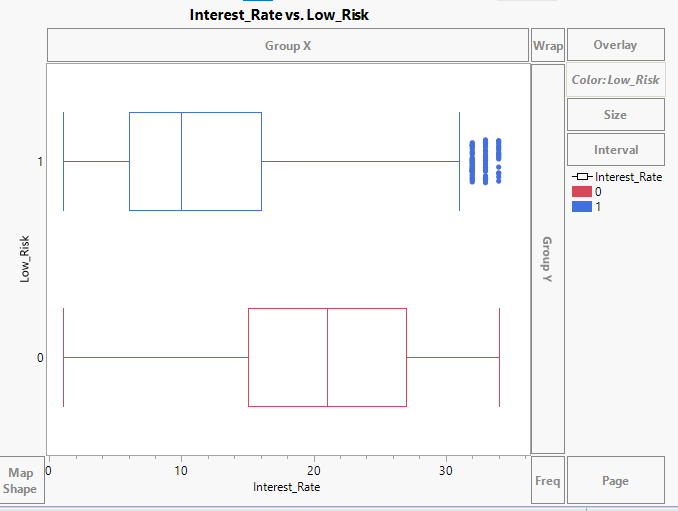 Interest_Rate vs. Low_Risk
Group X
Wrap
Overlay
Color: Low_Risk
Size
Interval
Interest_Rate
0
1
Group Y
Low_Risk
1
0
0
10
20
30
Interest_Rate
Map
Shape
Freq
Page